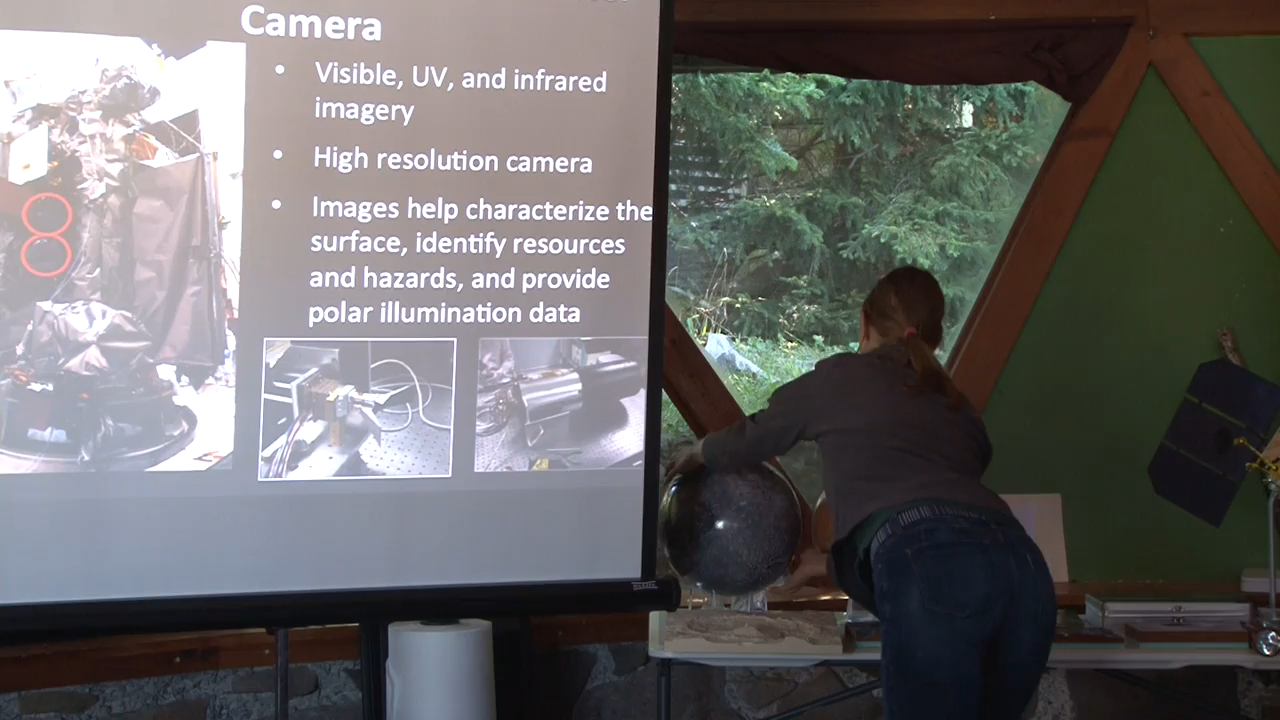 Camera
• Visible, UV, and infrared
imagery
• High resolution camera
• Images help characterize the
surface, identify resources
and hazards, and provide
polar illumination data